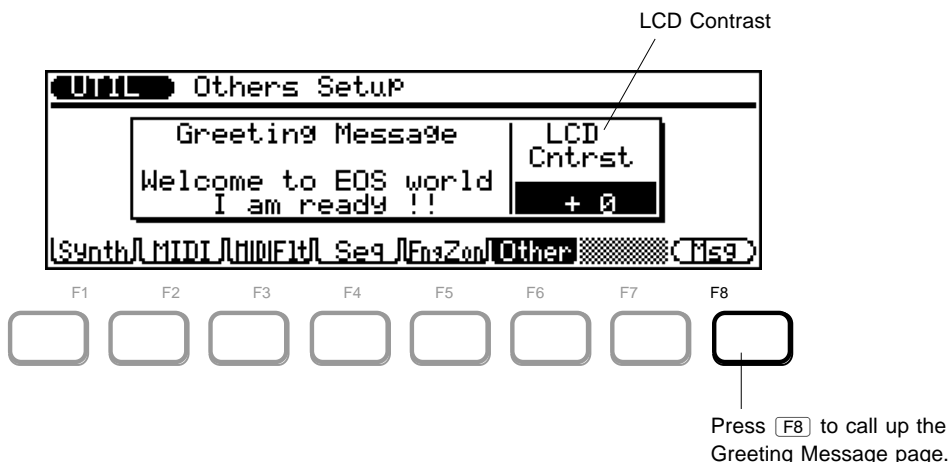 LCD Contrast
UTIL Others Setup
Greeting Message
LCD
Cntrst
Welcome to EOS world
I am ready !!
+ 0
Synth MIDI MIDIFlt Seq FngZon Other Msg
F1 F2 F3 F4 F5 F6 F7 F8
Press F8 to call up the
Greeting Message page.